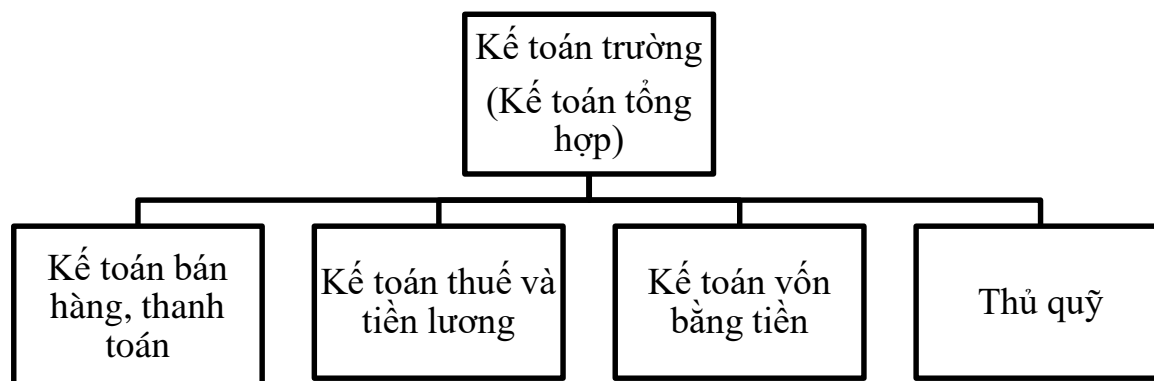 Kế toán trường
(Kế toán tổng
hợp)
Kế toán bán
hàng, thanh
toán
Kế toán thuế và
tiền lương
Kế toán vốn
bằng tiền
Thủ quỹ